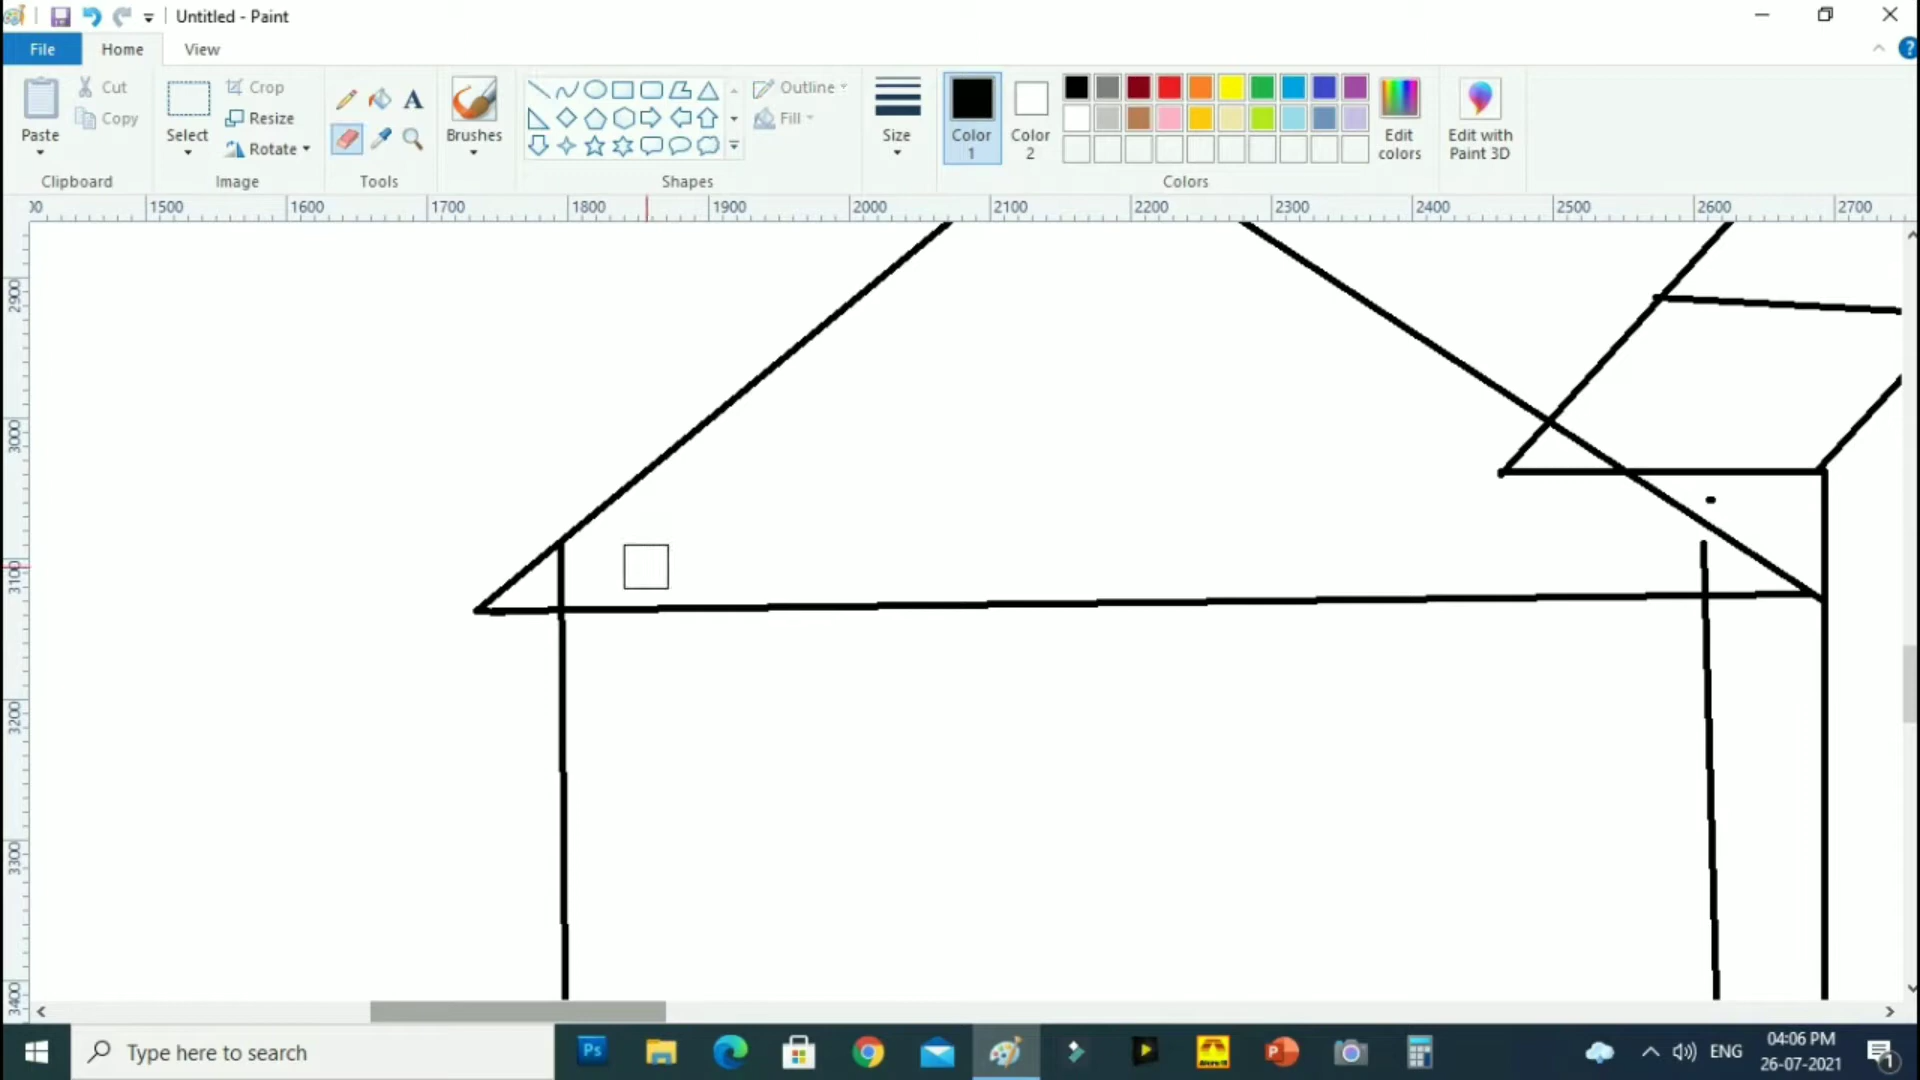 Untitled - Paint
File Home View
Paste Cut Copy Clipboard
Select Crop Resize Rotate Image
A Tools
Brushes
Outline Fill Shapes
Size
Color 1 Color 2 Edit colors Colors
Edit with Paint 3D
?
00 1500 1600 1700 1800 1900 2000 2100 2200 2300 2400 2500 2600 2700
2900
3000
3100
3200
3300
3400
Type here to search
Ps
P
ENG
04:06 PM
26-07-2021
1